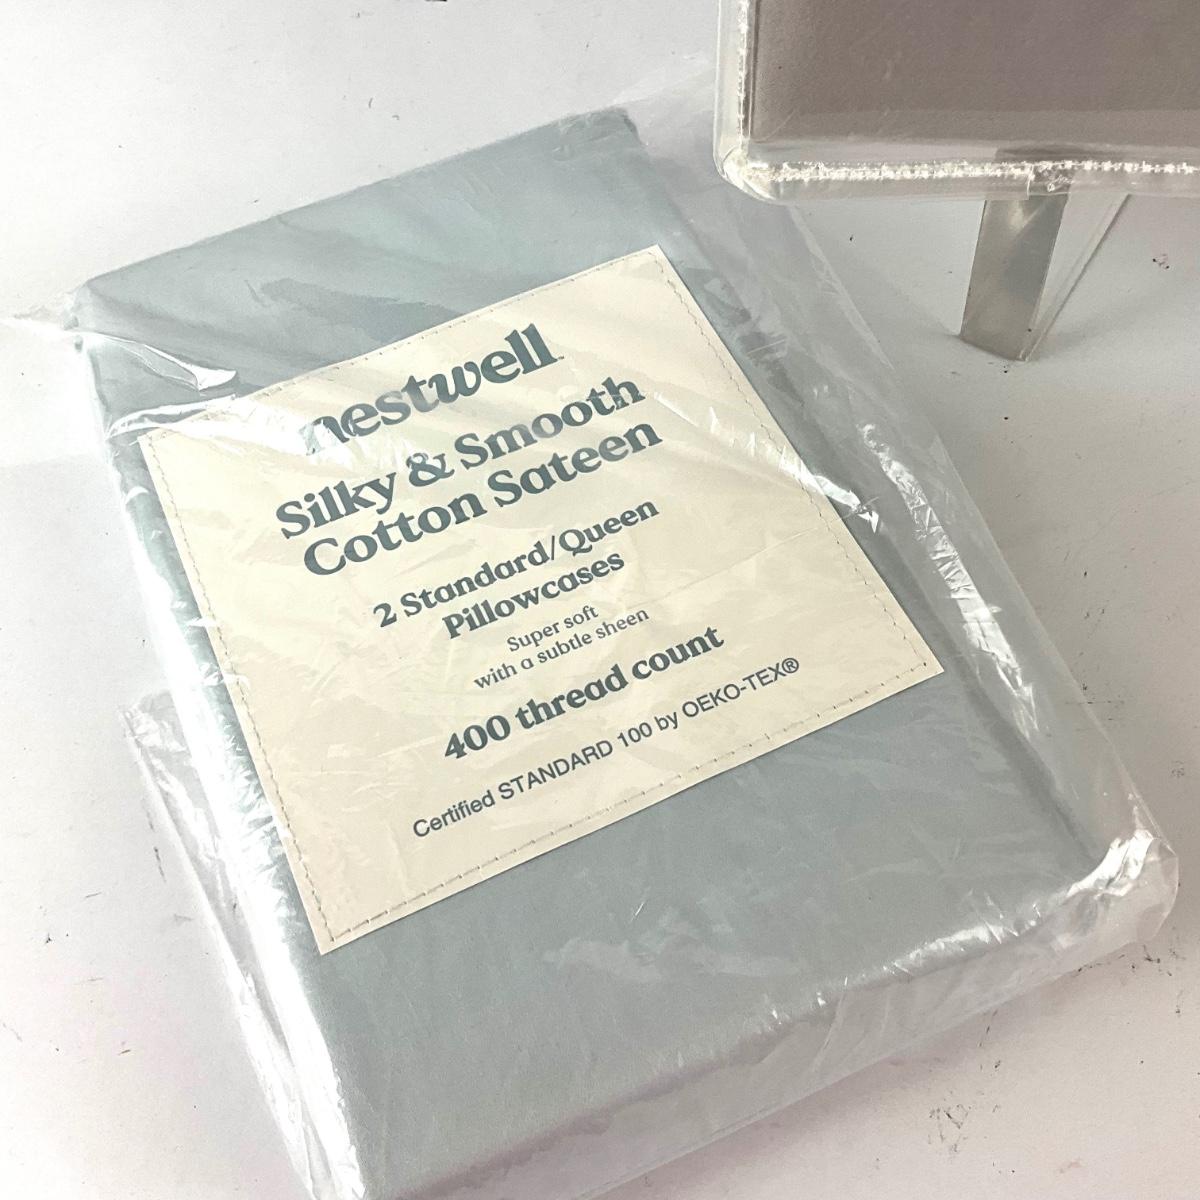 nestwell™
Silky & Smooth
Cotton Sateen
2 Standard/Queen
Pillowcases
Super soft
with a subtle sheen
400 thread count
Certified STANDARD 100 by OEKO-TEX®